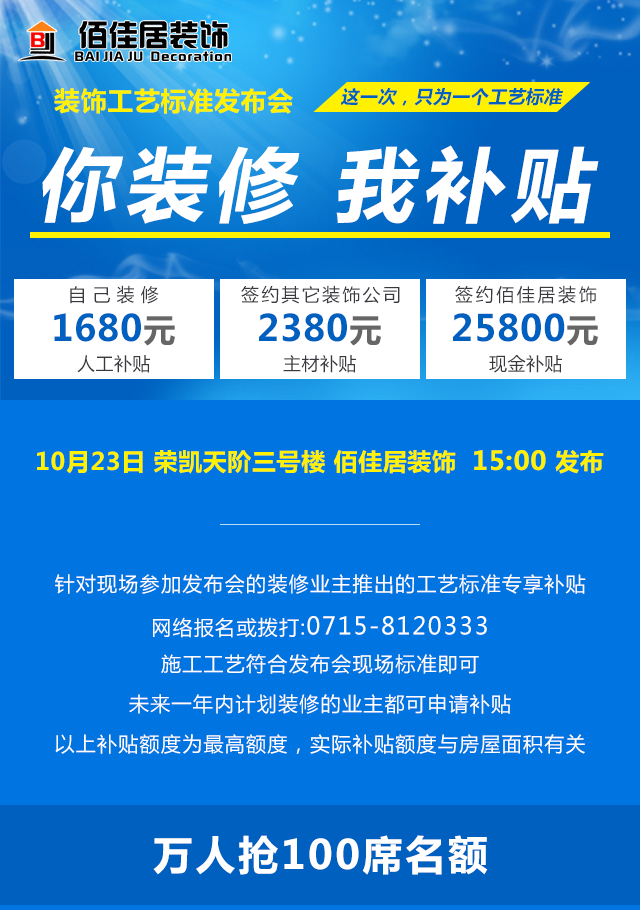 佰佳居装饰
BAI JIA JU Decoration
装饰工艺标准发布会
这一次，只为一个工艺标准
你装修 我补贴
自己装修
1680元
人工补贴
签约其它装饰公司
2380元
主材补贴
签约佰佳居装饰
25800元
现金补贴
10月23日 荣凯天阶三号楼 佰佳居装饰 15:00 发布
针对现场参加发布会的装修业主推出的工艺标准专享补贴
网络报名或拨打:0715-8120333
施工工艺符合发布会现场标准即可
未来一年内计划装修的业主都可申请补贴
以上补贴额度为最高额度，实际补贴额度与房屋面积有关
万人抢100席名额